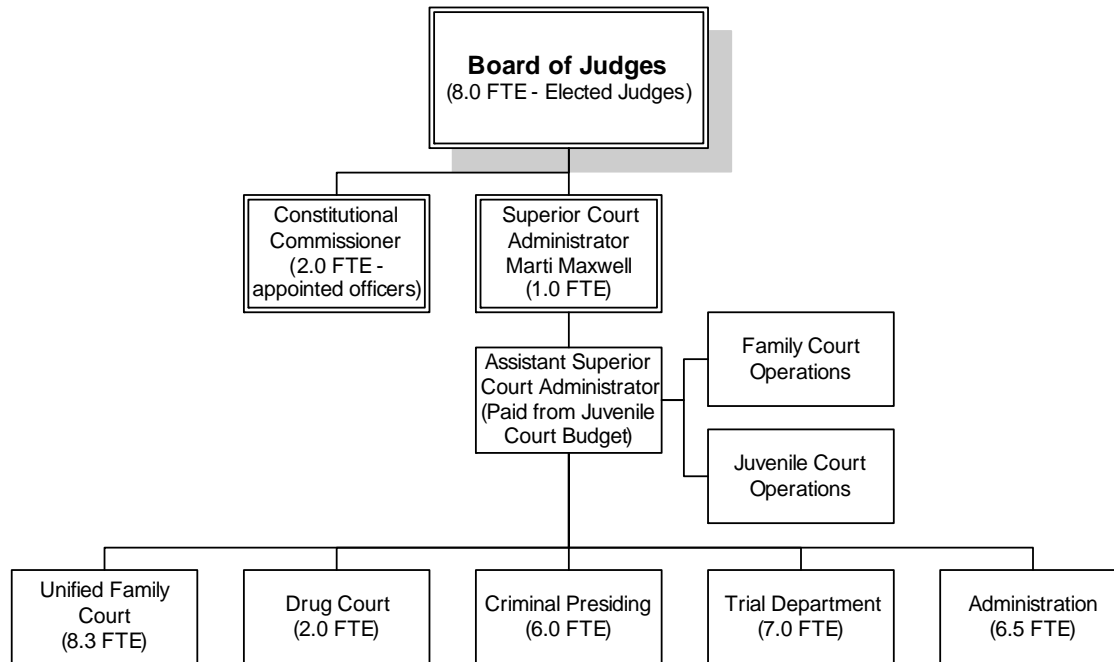 Board of Judges
(8.0 FTE - Elected Judges)
Constitutional
Commissioner
(2.0 FTE -
appointed officers)
Superior Court
Administrator
Marti Maxwell
(1.0 FTE)
Assistant Superior
Court Administrator
(Paid from Juvenile
Court Budget)
Family Court
Operations
Juvenile Court
Operations
Unified Family
Court
(8.3 FTE)
Drug Court
(2.0 FTE)
Criminal Presiding
(6.0 FTE)
Trial Department
(7.0 FTE)
Administration
(6.5 FTE)